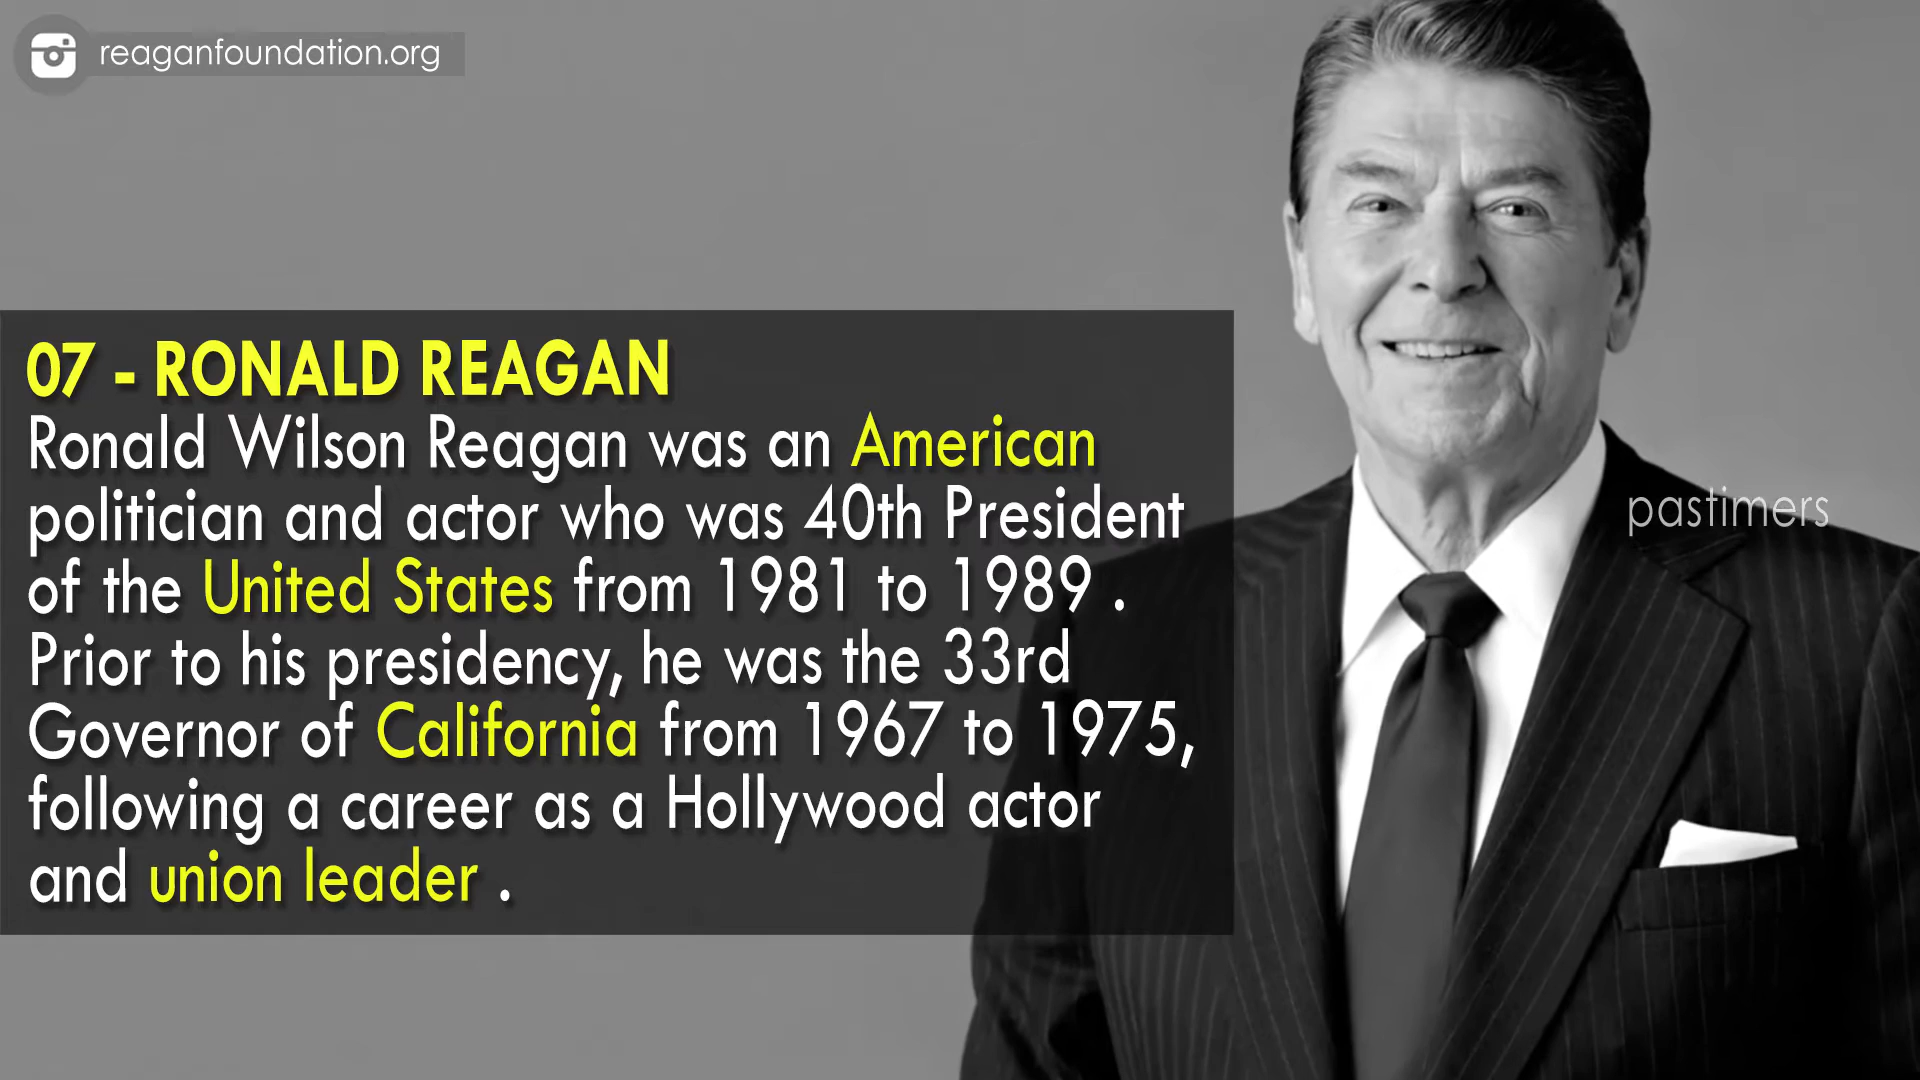 reaganfoundation.org
07 - RONALD REAGAN
Ronald Wilson Reagan was an American
politician and actor who was 40th President
of the United States from 1981 to 1989 .
Prior to his presidency, he was the 33rd
Governor of California from 1967 to 1975,
following a career as a Hollywood actor
and union leader .
pastimers